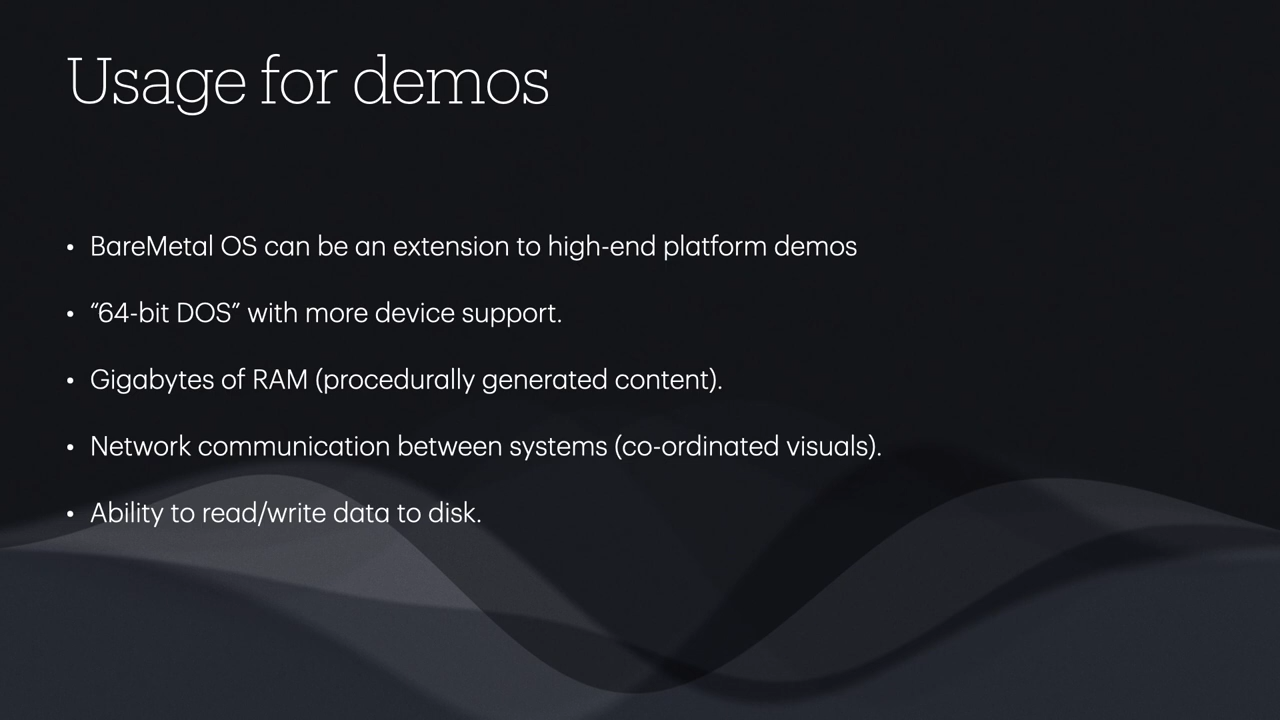 Usage for demos
• BareMetal OS can be an extension to high-end platform demos
• “64-bit DOS” with more device support.
• Gigabytes of RAM (procedurally generated content).
• Network communication between systems (co-ordinated visuals).
• Ability to read/write data to disk.